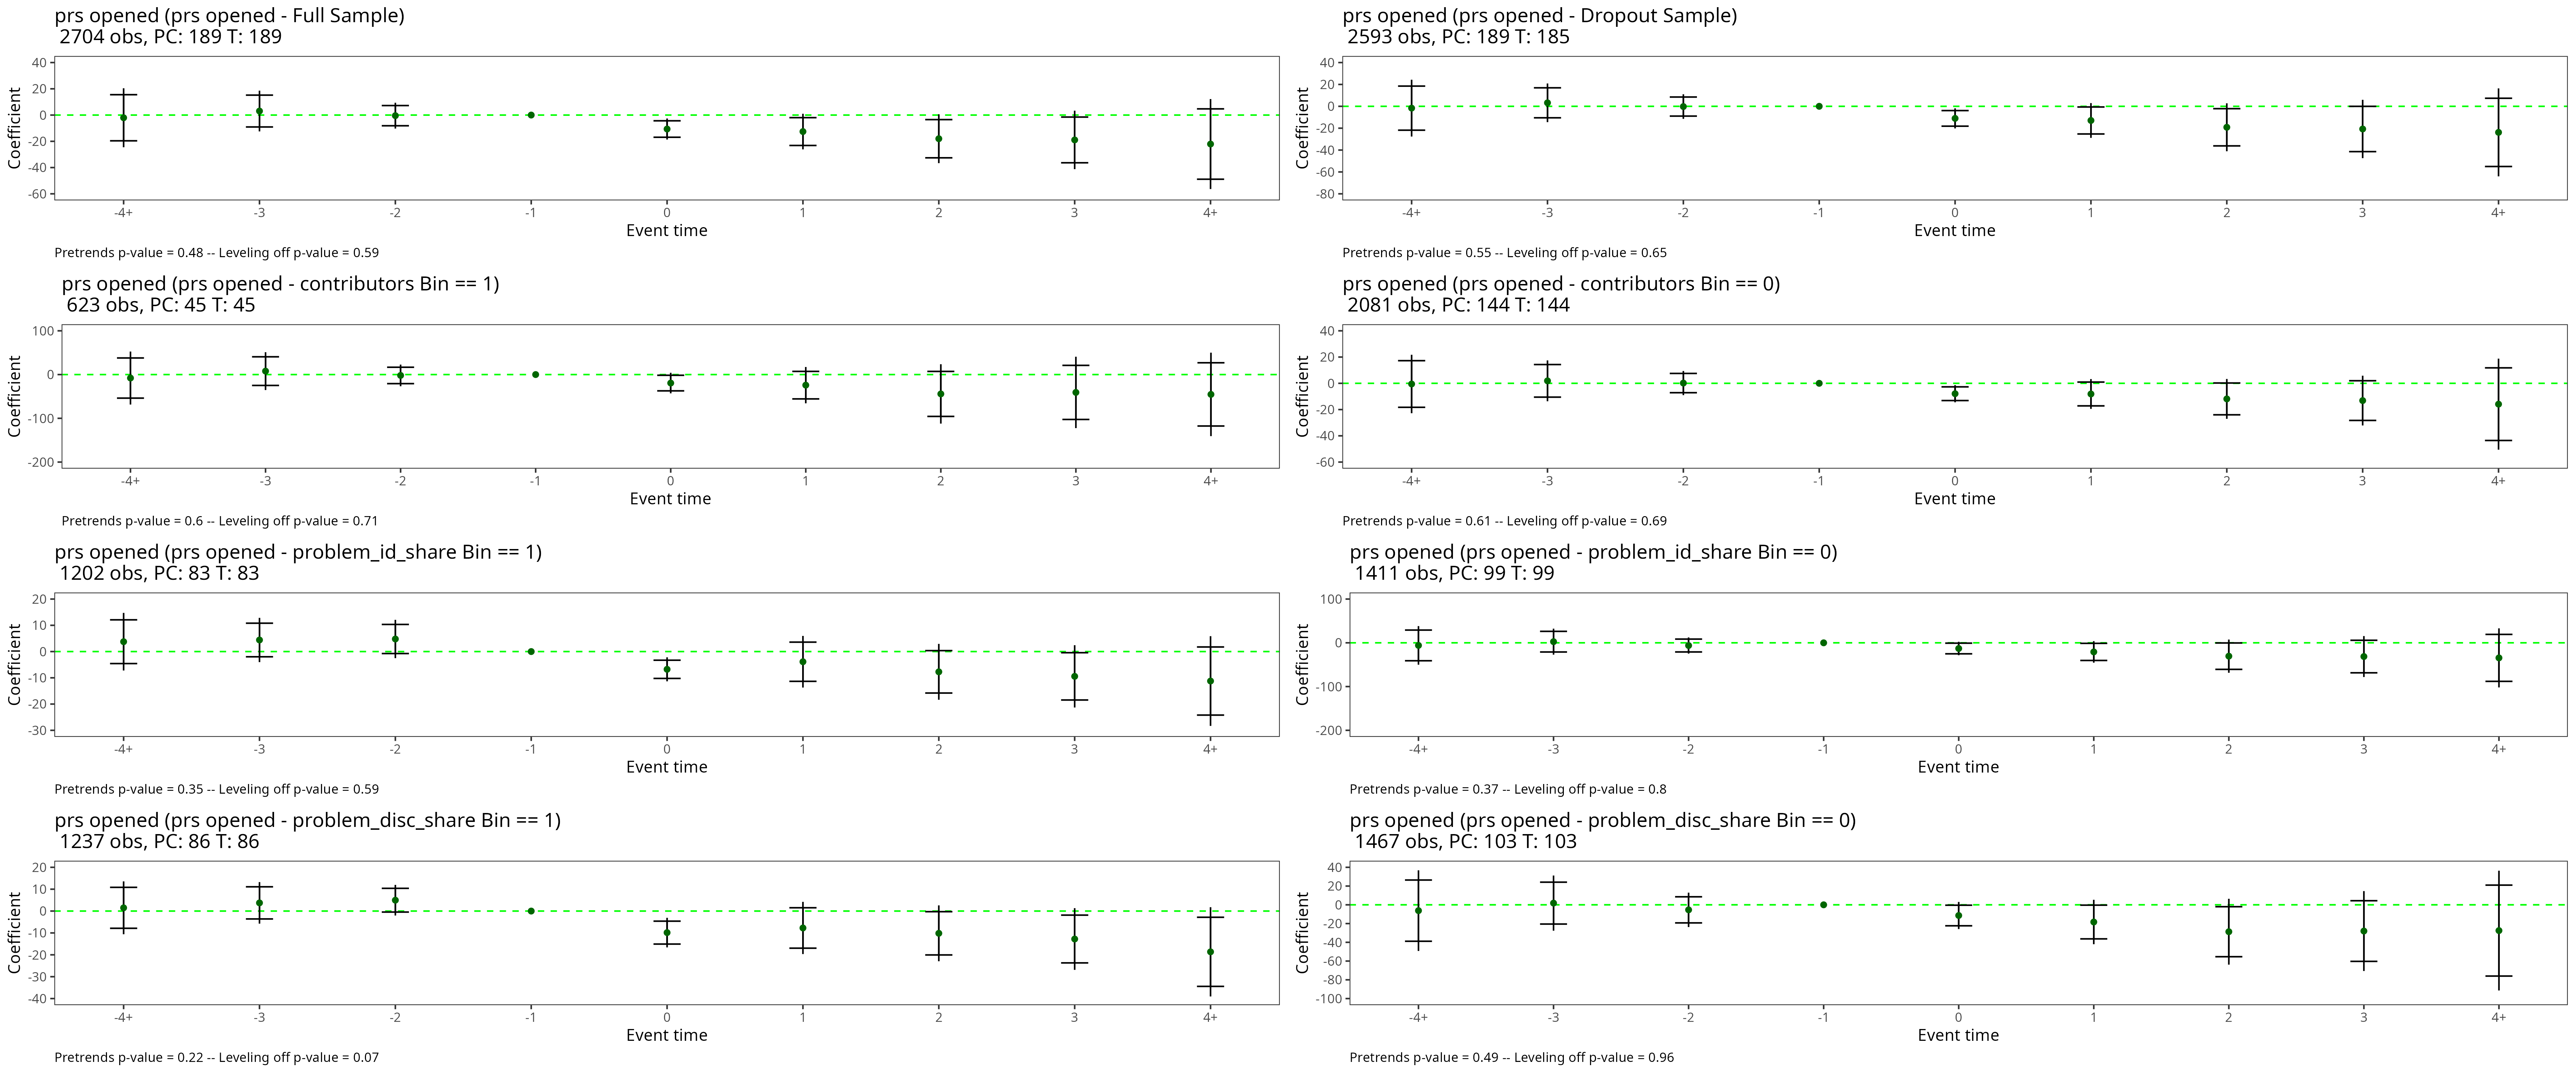 prs opened (prs opened - Full Sample)
2704 obs, PC: 189 T: 189
40
20
0
-20
-40
-60
Coefficient
-4+ -3 -2 -1 0 1 2 3 4+
Event time
Pretrends p-value = 0.48 -- Leveling off p-value = 0.59
prs opened (prs opened - Dropout Sample)
2593 obs, PC: 189 T: 185
40
20
0
-20
-40
-60
-80
Coefficient
-4+ -3 -2 -1 0 1 2 3 4+
Event time
Pretrends p-value = 0.55 -- Leveling off p-value = 0.65
prs opened (prs opened - contributors Bin == 1)
623 obs, PC: 45 T: 45
100
0
-100
-200
Coefficient
-4+ -3 -2 -1 0 1 2 3 4+
Event time
Pretrends p-value = 0.6 -- Leveling off p-value = 0.71
prs opened (prs opened - contributors Bin == 0)
2081 obs, PC: 144 T: 144
40
20
0
-20
-40
-60
Coefficient
-4+ -3 -2 -1 0 1 2 3 4+
Event time
Pretrends p-value = 0.61 -- Leveling off p-value = 0.69
prs opened (prs opened - problem_id_share Bin == 1)
1202 obs, PC: 83 T: 83
20
10
0
-10
-20
-30
Coefficient
-4+ -3 -2 -1 0 1 2 3 4+
Event time
Pretrends p-value = 0.35 -- Leveling off p-value = 0.59
prs opened (prs opened - problem_id_share Bin == 0)
1411 obs, PC: 99 T: 99
100
0
-100
-200
Coefficient
-4+ -3 -2 -1 0 1 2 3 4+
Event time
Pretrends p-value = 0.37 -- Leveling off p-value = 0.8
prs opened (prs opened - problem_disc_share Bin == 1)
1237 obs, PC: 86 T: 86
20
10
0
-10
-20
-30
-40
Coefficient
-4+ -3 -2 -1 0 1 2 3 4+
Event time
Pretrends p-value = 0.22 -- Leveling off p-value = 0.07
prs opened (prs opened - problem_disc_share Bin == 0)
1467 obs, PC: 103 T: 103
40
20
0
-20
-40
-60
-80
-100
Coefficient
-4+ -3 -2 -1 0 1 2 3 4+
Event time
Pretrends p-value = 0.49 -- Leveling off p-value = 0.96